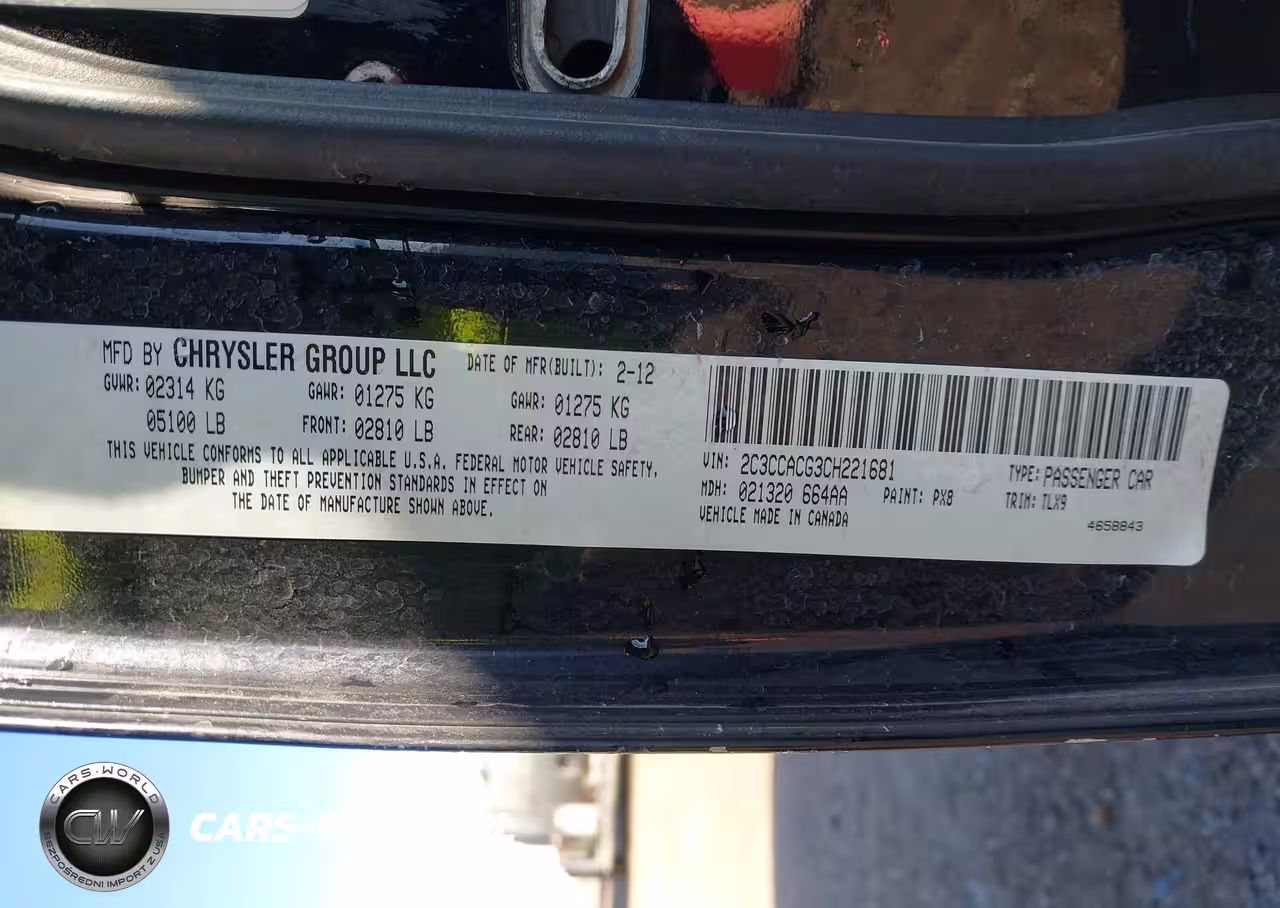 MFD BY CHRYSLER GROUP LLC DATE OF MFR(BUILT): 2-12
GVWR: 02314 KG GAWR: 01275 KG GAWR: 01275 KG
05100 LB FRONT: 02810 LB REAR: 02810 LB
THIS VEHICLE CONFORMS TO ALL APPLICABLE U.S.A. FEDERAL MOTOR VEHICLE SAFETY,
BUMPER AND THEFT PREVENTION STANDARDS IN EFFECT ON
THE DATE OF MANUFACTURE SHOWN ABOVE.
VIN: 2C3CCACG3CH221681 TYPE: PASSENGER CAR
MDH: 021320 664AA PAINT: PX8 TRIM: TLX9
VEHICLE MADE IN CANADA
4658843
CARS-WORLD
CW
BEZPOŚREDNI IMPORT Z USA
CARS-